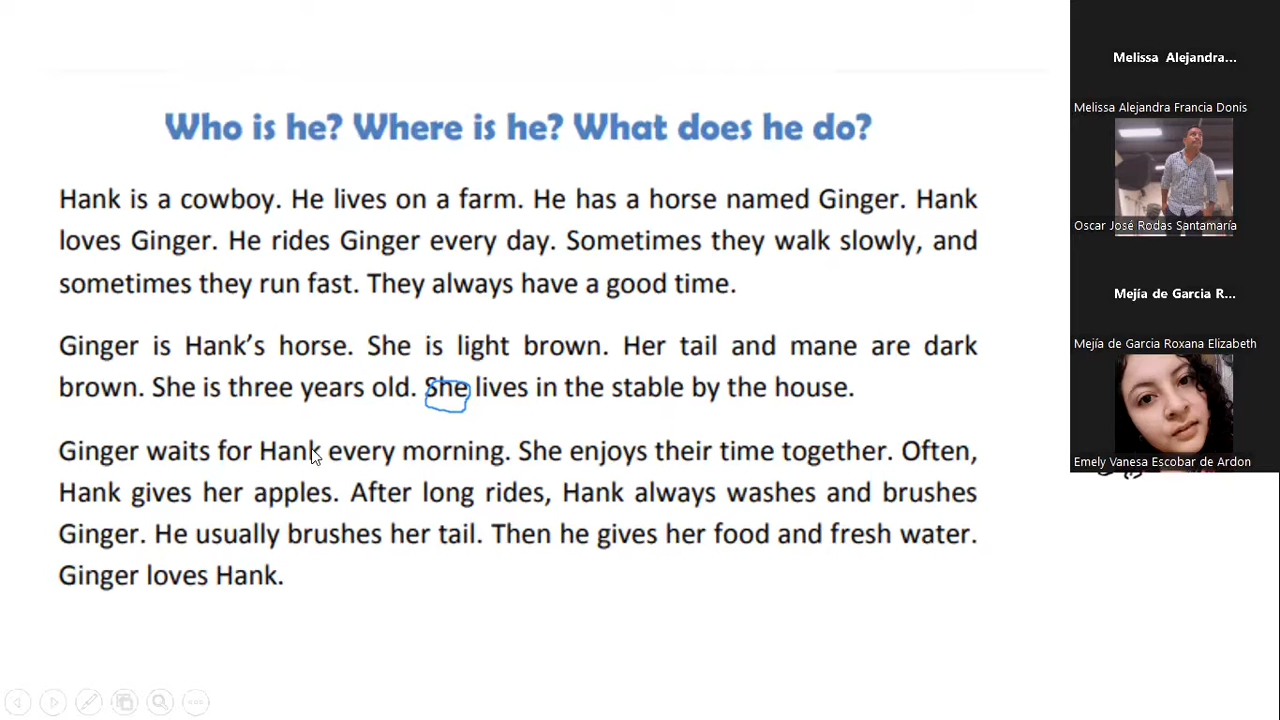 Who is he? Where is he? What does he do?
Hank is a cowboy. He lives on a farm. He has a horse named Ginger. Hank
loves Ginger. He rides Ginger every day. Sometimes they walk slowly, and
sometimes they run fast. They always have a good time.
Ginger is Hank’s horse. She is light brown. Her tail and mane are dark
brown. She is three years old. She lives in the stable by the house.
Ginger waits for Hank every morning. She enjoys their time together. Often,
Hank gives her apples. After long rides, Hank always washes and brushes
Ginger. He usually brushes her tail. Then he gives her food and fresh water.
Ginger loves Hank.
Melissa Alejandra...
Melissa Alejandra Francia Donis
Oscar José Rodas Santamaría
Mejía de Garcia R...
Mejía de Garcia Roxana Elizabeth
Emely Vanesa Escobar de Ardon